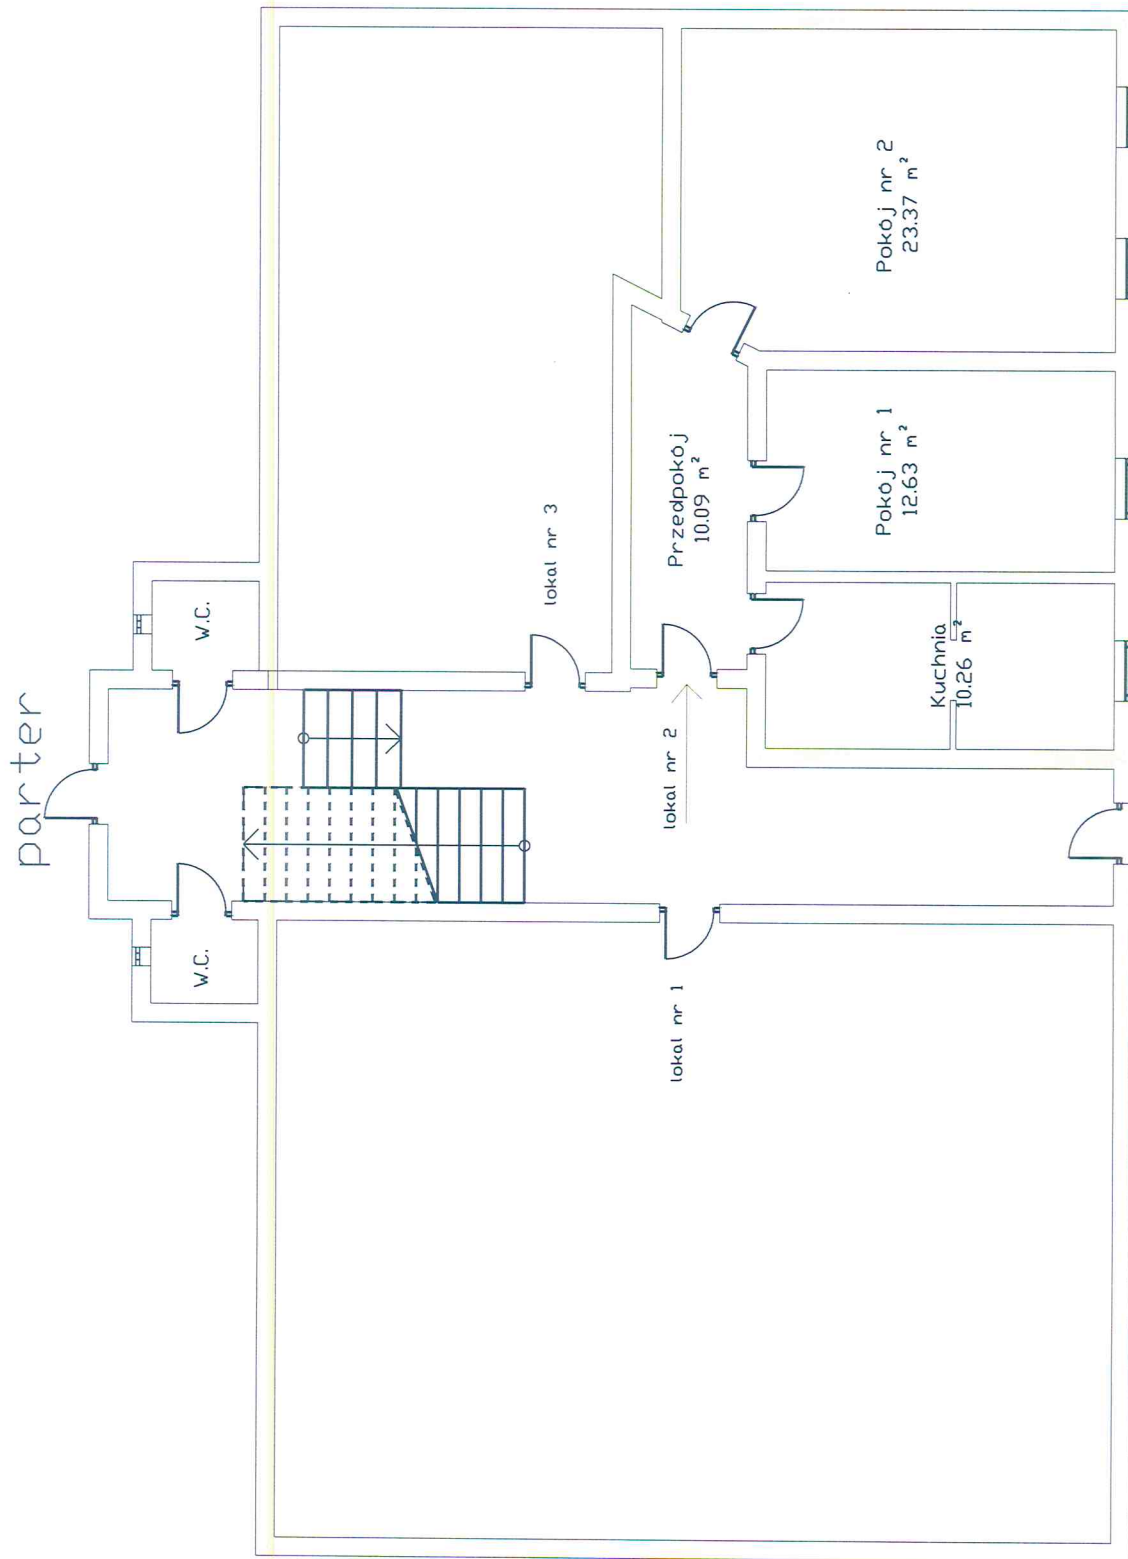 parter
W.C.
W.C.
lokal nr 3
lokal nr 2
lokal nr 1
Przedpokój
10.09 m²
Pokój nr 2
23.37 m²
Pokój nr 1
12.63 m²
Kuchnia
10.26 m²